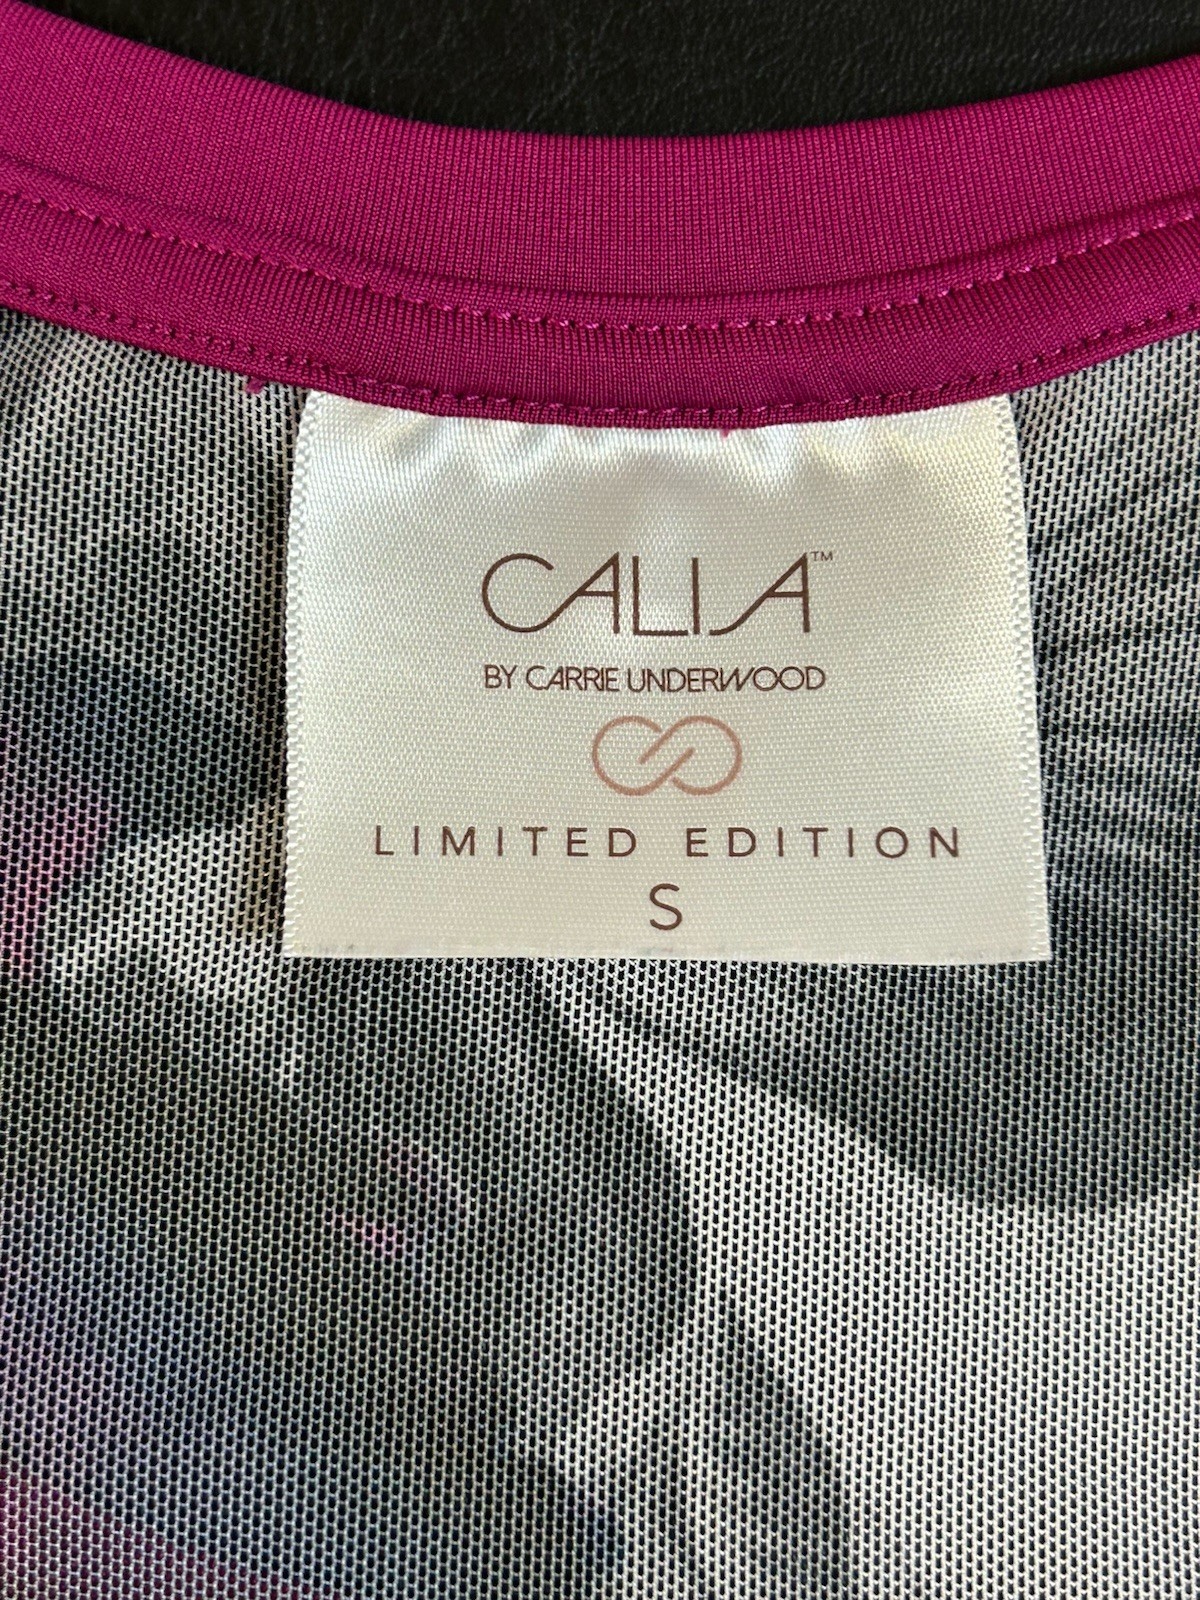 CALIA™
BY CARRIE UNDERWOOD
LIMITED EDITION
S